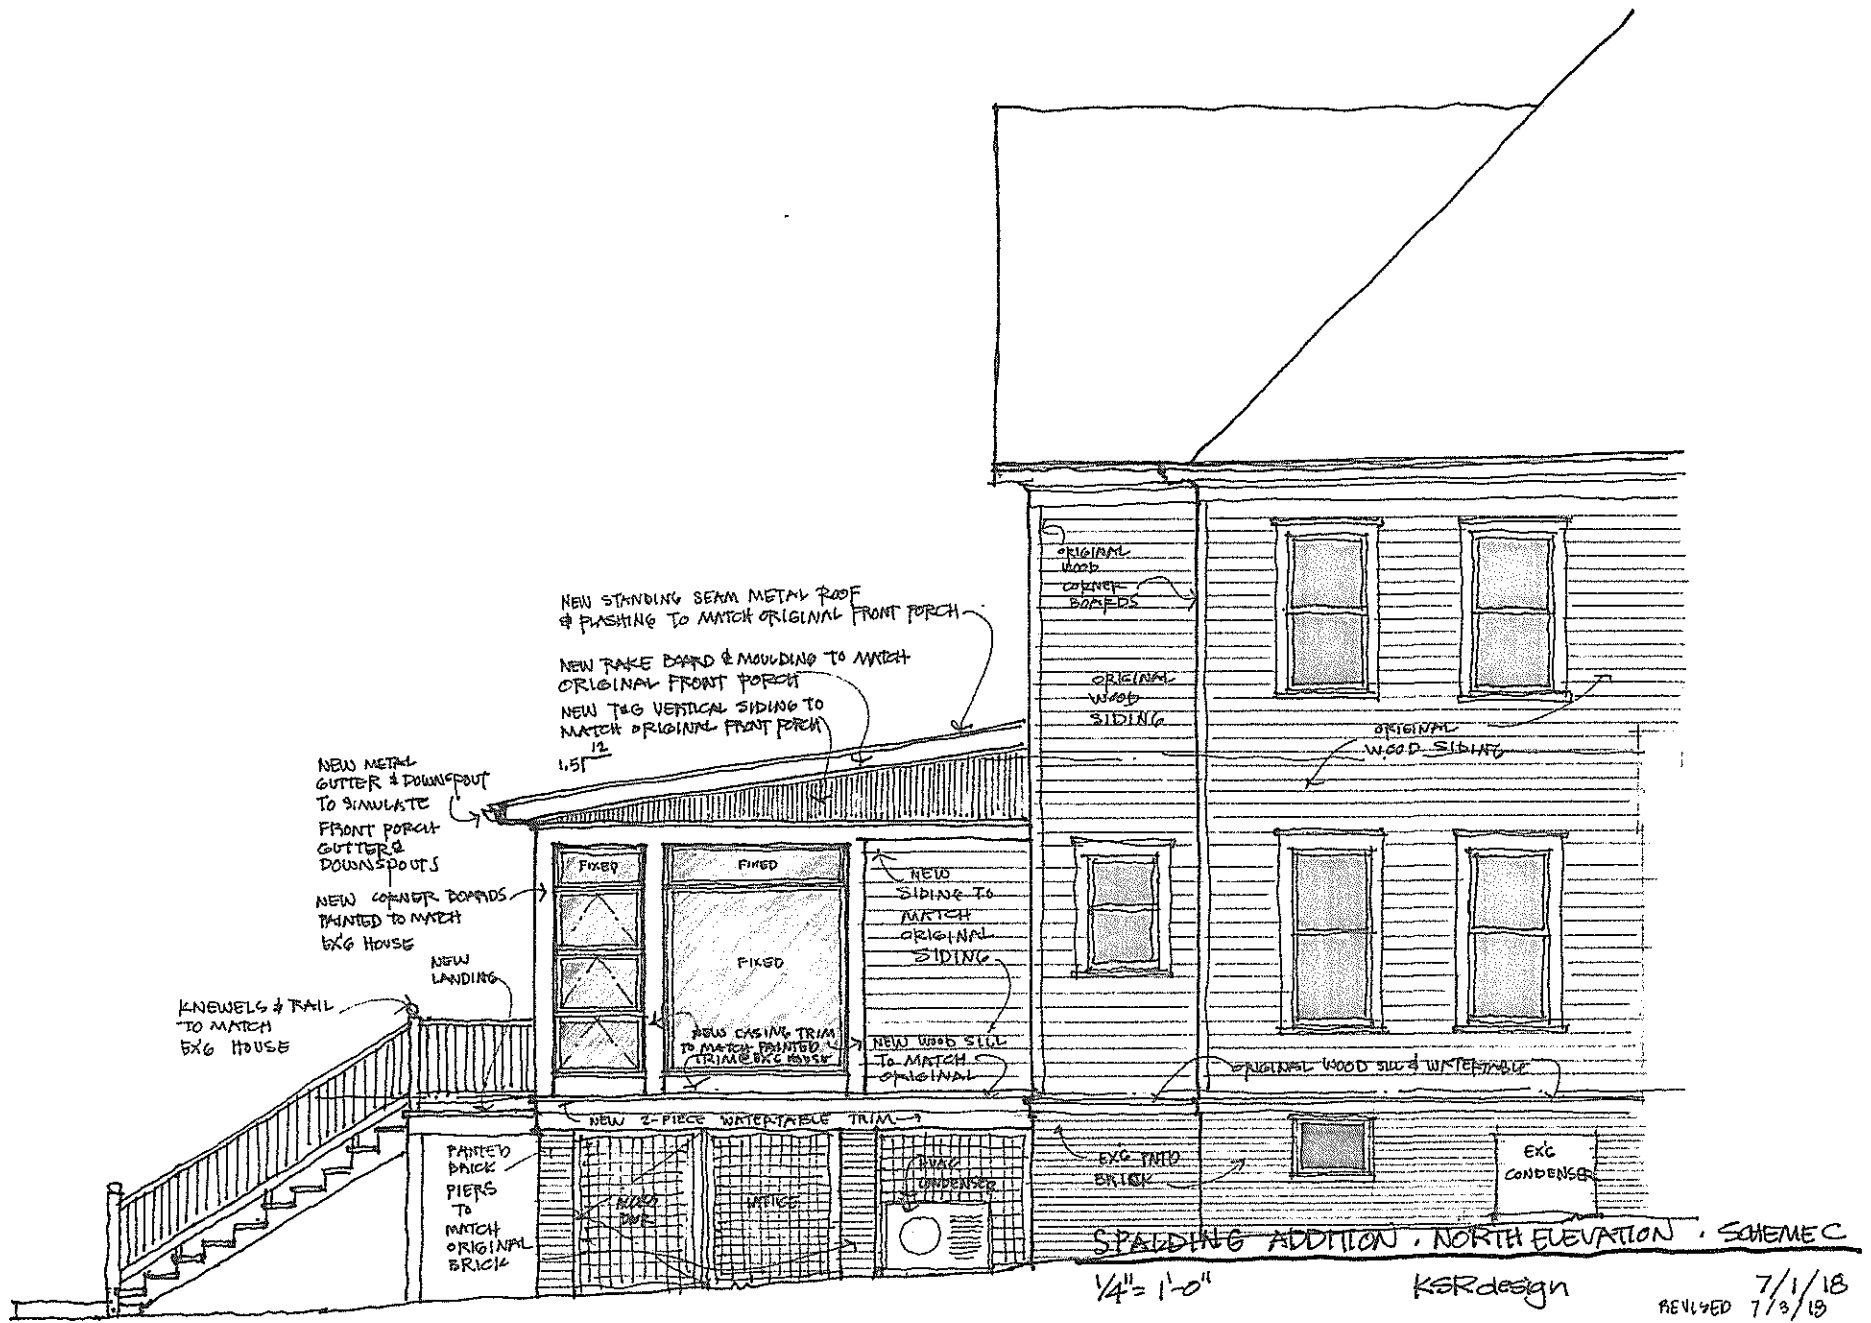 NEW STANDING SEAM METAL ROOF
& FLASHING TO MATCH ORIGINAL FRONT PORCH
NEW RAKE BOARD & MOULDING TO MATCH
ORIGINAL FRONT PORCH
NEW T&G VERTICAL SIDING TO
MATCH ORIGINAL FRONT PORCH
12
1.5
NEW METAL
GUTTER & DOWNSPOUT
TO SIMULATE
FRONT PORCH
GUTTER &
DOWNSPOUTS
NEW CORNER BOARDS
PAINTED TO MATCH
EX'G HOUSE
NEW
LANDING
KNEWELS & RAIL
TO MATCH
EX'G HOUSE
ORIGINAL
WOOD
CORNER
BOARDS
ORIGINAL
WOOD
SIDING
ORIGINAL
WOOD SIDING
FIXED
FIXED
FIXED
NEW
SIDING TO
MATCH
ORIGINAL
SIDING
NEW CASING TRIM
TO MATCH PAINTED
TRIM @ EX'G HOUSE
NEW WOOD SILL
TO MATCH
ORIGINAL
ORIGINAL WOOD SILL & WATERTABLE
NEW 2-PIECE WATERTABLE TRIM
PAINTED
BRICK
PIERS
TO
MATCH
ORIGINAL
BRICK
LATTICE
HVAC
CONDENSER
EX'G PNT'D
BRICK
EX'G
CONDENSER
SPALDING ADDITION . NORTH ELEVATION . SCHEME C
1/4" = 1'-0"
KSRdesign
7/1/18
REVISED 7/3/18